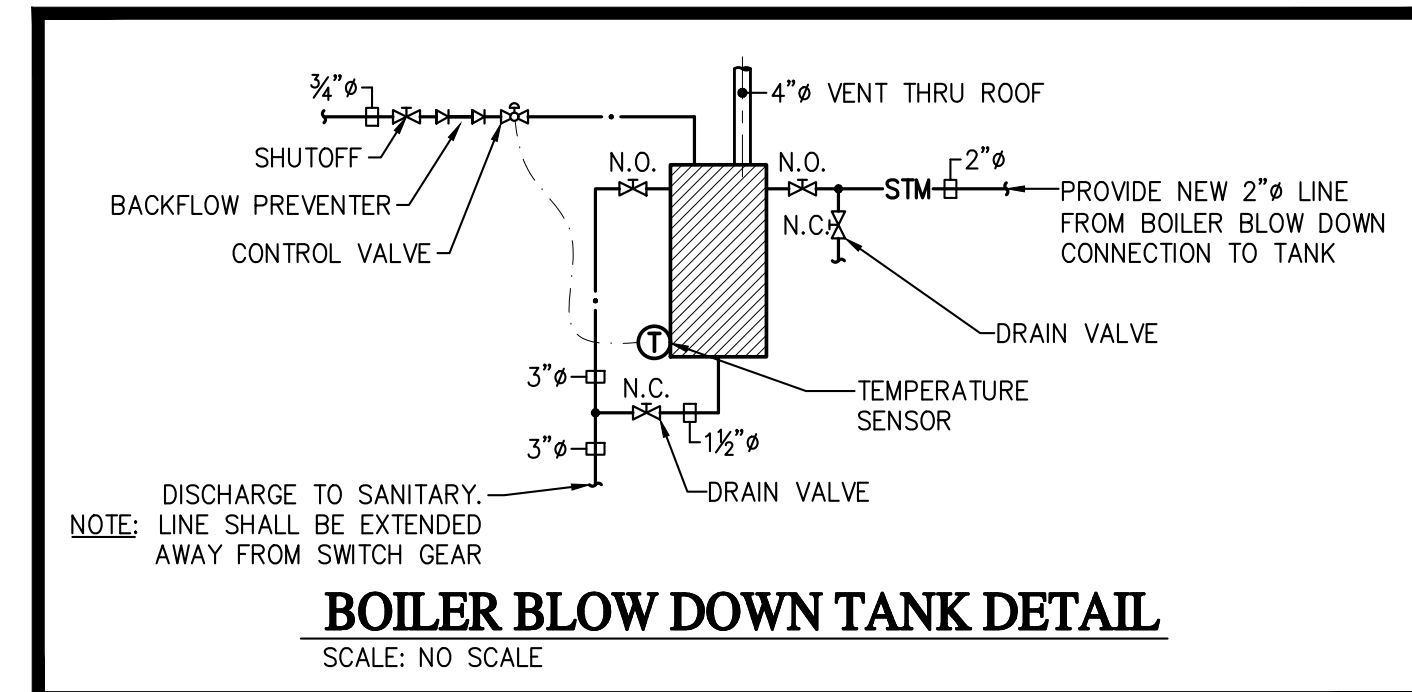 ¾"ø
4"ø VENT THRU ROOF
SHUTOFF
N.O.
N.O.
2"ø
STM
BACKFLOW PREVENTER
PROVIDE NEW 2"ø LINE
FROM BOILER BLOW DOWN
CONNECTION TO TANK
N.C.
CONTROL VALVE
DRAIN VALVE
T
3"ø
N.C.
TEMPERATURE
SENSOR
3"ø
1½"ø
DISCHARGE TO SANITARY.
DRAIN VALVE
NOTE: LINE SHALL BE EXTENDED
AWAY FROM SWITCH GEAR
BOILER BLOW DOWN TANK DETAIL
SCALE: NO SCALE